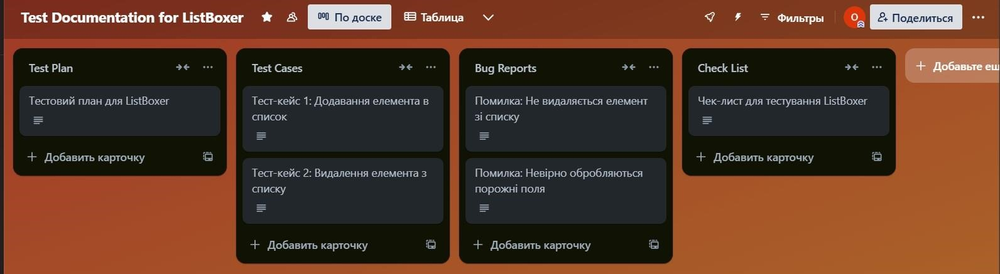 Test Documentation for ListBoxer
По доске
Таблица
Фильтры
О
Поделиться
Test Plan
Тестовий план для ListBoxer
Добавить карточку
Test Cases
Тест-кейс 1: Додавання елемента в
список
Тест-кейс 2: Видалення елемента з
списку
Добавить карточку
Bug Reports
Помилка: Не видаляється елемент
зі списку
Помилка: Невірно обробляються
порожні поля
Добавить карточку
Check List
Чек-лист для тестування ListBoxer
Добавить карточку
Добавьте ещ